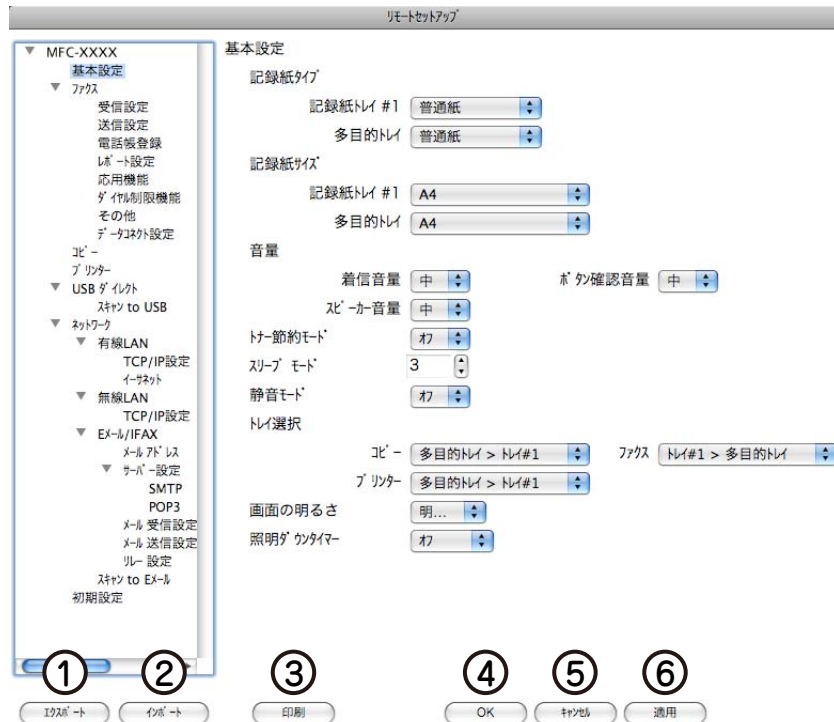 ﾘﾓｰﾄｾｯﾄｱｯﾌﾟ
MFC-XXXX
基本設定
ﾌｧｸｽ
受信設定
送信設定
電話帳登録
ﾚﾎﾟｰﾄ設定
応用機能
ﾀﾞｲﾔﾙ制限機能
その他
ﾃﾞｰﾀｺﾈｸﾄ設定
ｺﾋﾟｰ
ﾌﾟﾘﾝﾀｰ
USB ﾀﾞｲﾚｸﾄ
ｽｷｬﾝ to USB
ﾈｯﾄﾜｰｸ
有線LAN
TCP/IP設定
ｲｰｻﾈｯﾄ
無線LAN
TCP/IP設定
Eﾒｰﾙ/IFAX
ﾒｰﾙ ｱﾄﾞﾚｽ
ｻｰﾊﾞｰ設定
SMTP
POP3
ﾒｰﾙ 受信設定
ﾒｰﾙ 送信設定
ﾘﾚｰ 設定
ｽｷｬﾝ to Eﾒｰﾙ
初期設定
基本設定
記録紙ﾀｲﾌﾟ
記録紙ﾄﾚｲ #1 普通紙
多目的ﾄﾚｲ 普通紙
記録紙ｻｲｽﾞ
記録紙ﾄﾚｲ #1 A4
多目的ﾄﾚｲ A4
音量
着信音量 中 ﾎﾞﾀﾝ確認音量 中
ｽﾋﾟｰｶｰ音量 中
ﾄﾅｰ節約ﾓｰﾄﾞ ｵﾌ
ｽﾘｰﾌﾟ ﾓｰﾄﾞ 3
静音ﾓｰﾄﾞ ｵﾌ
ﾄﾚｲ選択
ｺﾋﾟｰ 多目的ﾄﾚｲ > ﾄﾚｲ#1 ﾌｧｸｽ ﾄﾚｲ#1 > 多目的ﾄﾚｲ
ﾌﾟﾘﾝﾀｰ 多目的ﾄﾚｲ > ﾄﾚｲ#1
画面の明るさ 明...
照明ﾀﾞｳﾝﾀｲﾏｰ ｵﾌ
① ② ③ ④ ⑤ ⑥
ｴｸｽﾎﾟｰﾄ ｲﾝﾎﾟｰﾄ 印刷 OK ｷｬﾝｾﾙ 適用